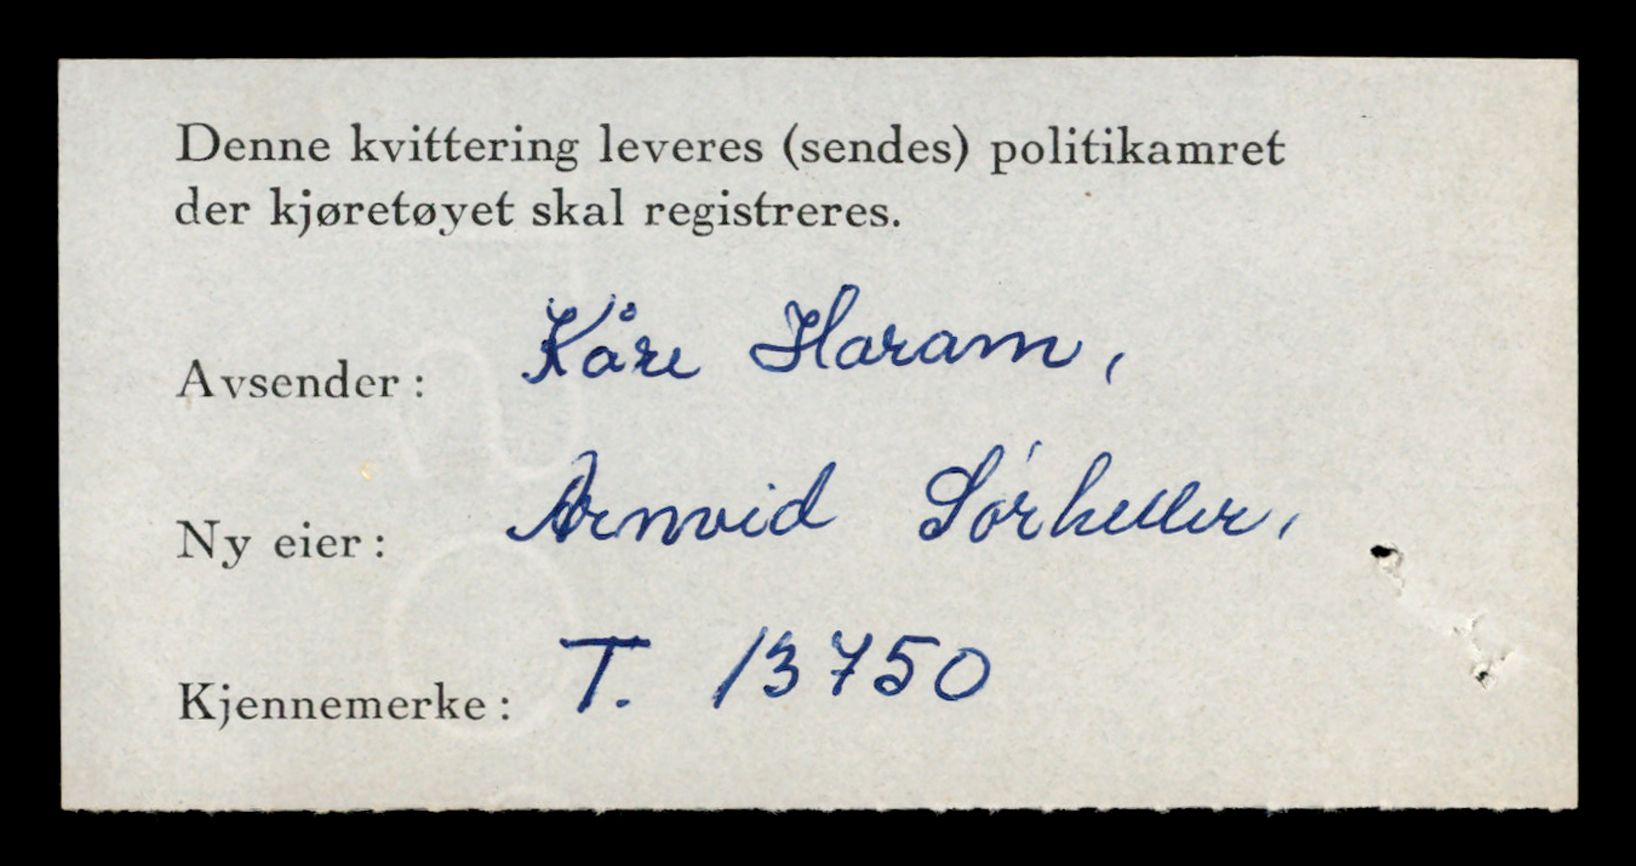 Denne kvittering leveres (sendes) politikamret
der kjøretøyet skal registreres.
Avsender: Kåre Haram,
Ny eier: Arnvid Sørheller,
Kjennemerke: T. 13750